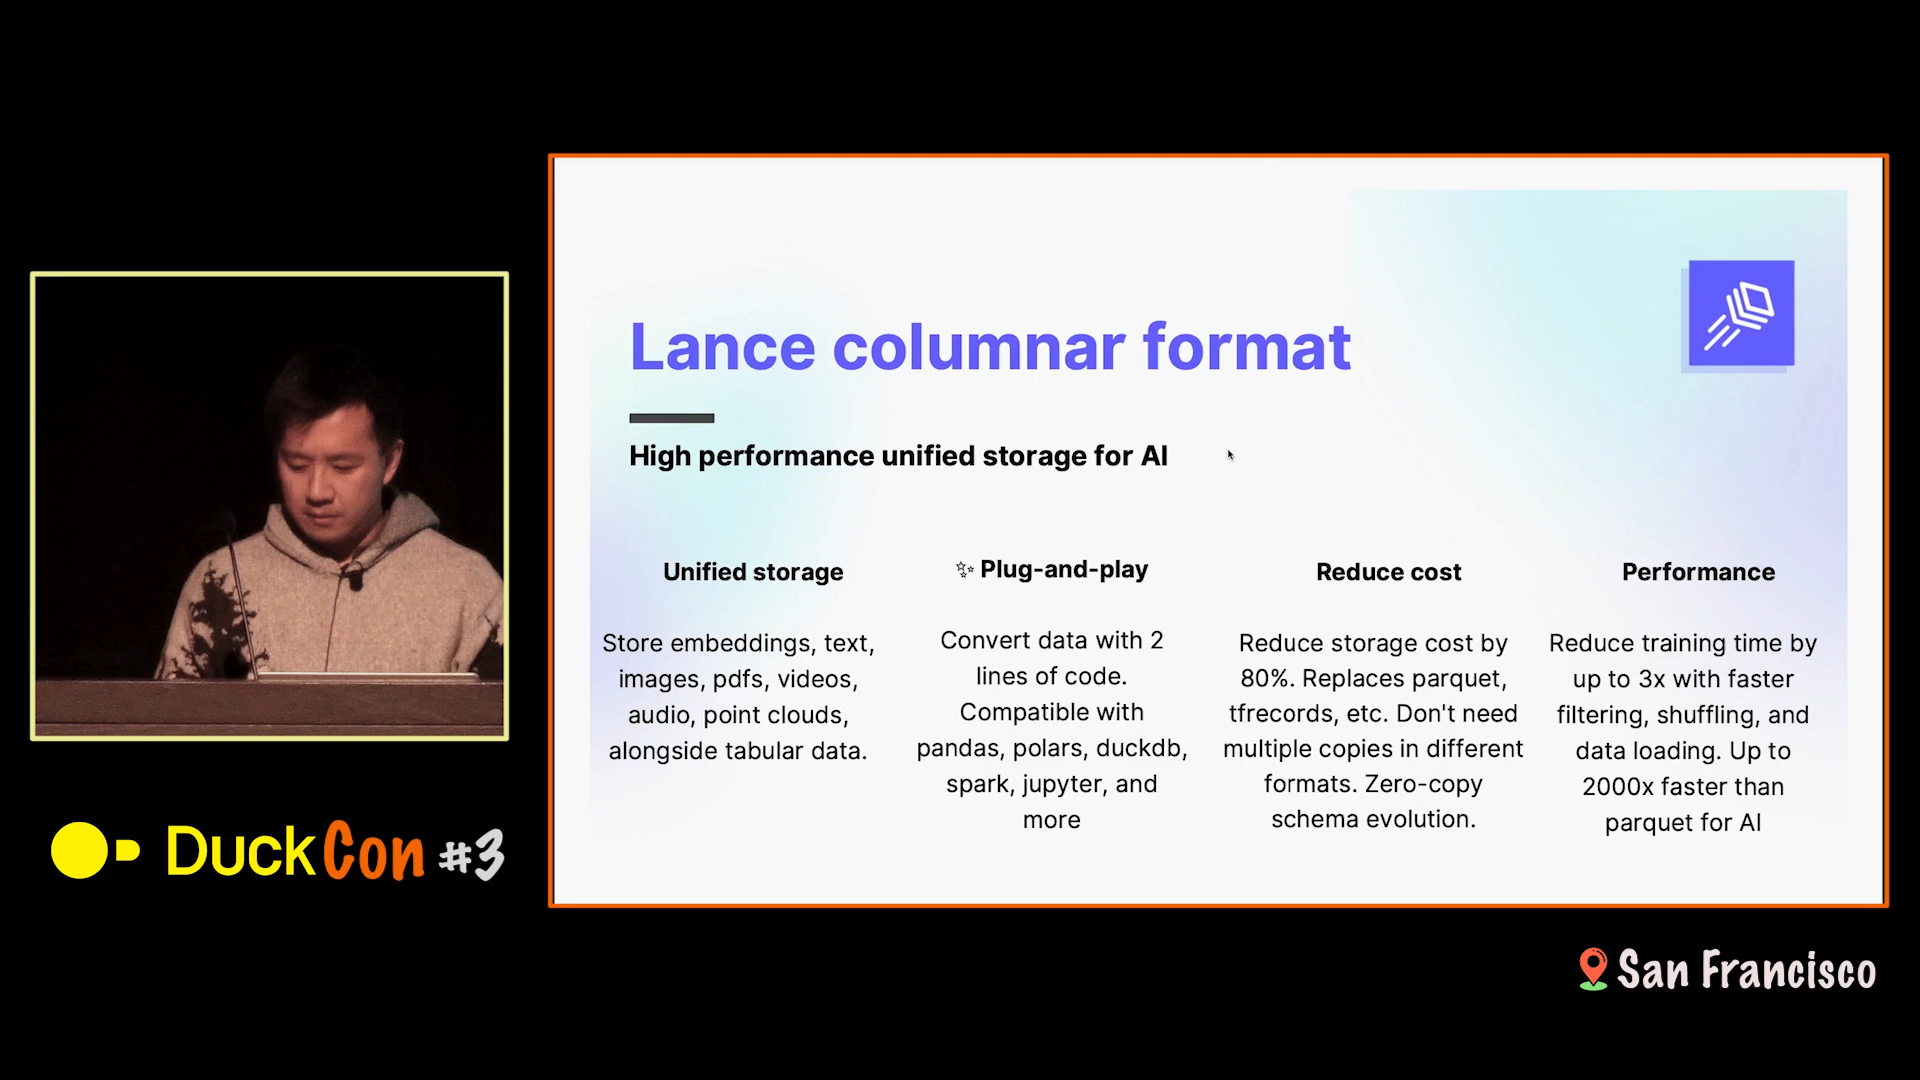 Lance columnar format
High performance unified storage for AI
Unified storage
Store embeddings, text,
images, pdfs, videos,
audio, point clouds,
alongside tabular data.
✨ Plug-and-play
Convert data with 2
lines of code.
Compatible with
pandas, polars, duckdb,
spark, jupyter, and
more
Reduce cost
Reduce storage cost by
80%. Replaces parquet,
tfrecords, etc. Don't need
multiple copies in different
formats. Zero-copy
schema evolution.
Performance
Reduce training time by
up to 3x with faster
filtering, shuffling, and
data loading. Up to
2000x faster than
parquet for AI
DuckCon #3
San Francisco